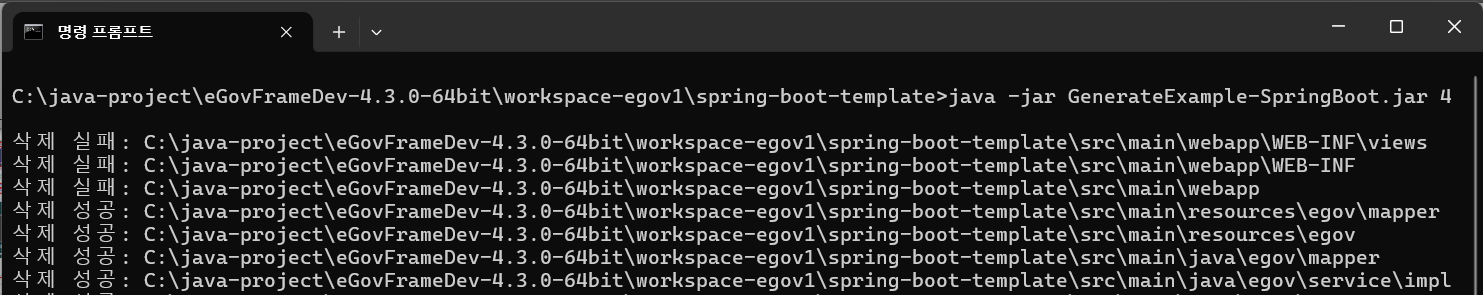 명령 프롬프트
C:\java-project\eGovFrameDev-4.3.0-64bit\workspace-egov1\spring-boot-template>java -jar GenerateExample-SpringBoot.jar 4
삭제 실패: C:\java-project\eGovFrameDev-4.3.0-64bit\workspace-egov1\spring-boot-template\src\main\webapp\WEB-INF\views
삭제 실패: C:\java-project\eGovFrameDev-4.3.0-64bit\workspace-egov1\spring-boot-template\src\main\webapp\WEB-INF
삭제 실패: C:\java-project\eGovFrameDev-4.3.0-64bit\workspace-egov1\spring-boot-template\src\main\webapp
삭제 성공: C:\java-project\eGovFrameDev-4.3.0-64bit\workspace-egov1\spring-boot-template\src\main\resources\egov\mapper
삭제 성공: C:\java-project\eGovFrameDev-4.3.0-64bit\workspace-egov1\spring-boot-template\src\main\resources\egov
삭제 성공: C:\java-project\eGovFrameDev-4.3.0-64bit\workspace-egov1\spring-boot-template\src\main\java\egov\mapper
삭제 성공: C:\java-project\eGovFrameDev-4.3.0-64bit\workspace-egov1\spring-boot-template\src\main\java\egov\service\impl